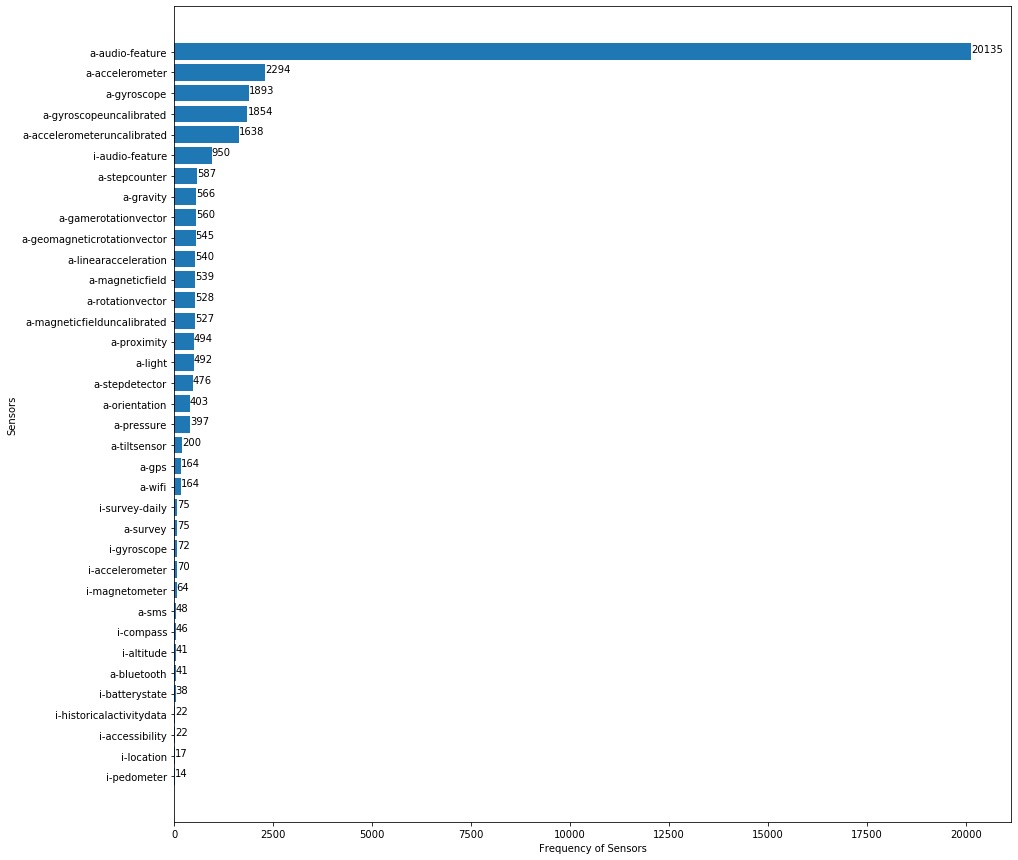 a-audio-feature 20135
a-accelerometer 2294
a-gyroscope 1893
a-gyroscopeuncalibrated 1854
a-accelerometeruncalibrated 1638
i-audio-feature 950
a-stepcounter 587
a-gravity 566
a-gamerotationvector 560
a-geomagneticrotationvector 545
a-linearacceleration 540
a-magneticfield 539
a-rotationvector 528
a-magneticfielduncalibrated 527
a-proximity 494
a-light 492
a-stepdetector 476
a-orientation 403
Sensors
a-pressure 397
a-tiltsensor 200
a-gps 164
a-wifi 164
i-survey-daily 75
a-survey 75
i-gyroscope 72
i-accelerometer 70
i-magnetometer 64
a-sms 48
i-compass 46
i-altitude 41
a-bluetooth 41
i-batterystate 38
i-historicalactivitydata 22
i-accessibility 22
i-location 17
i-pedometer 14
0 2500 5000 7500 10000 12500 15000 17500 20000
Frequency of Sensors